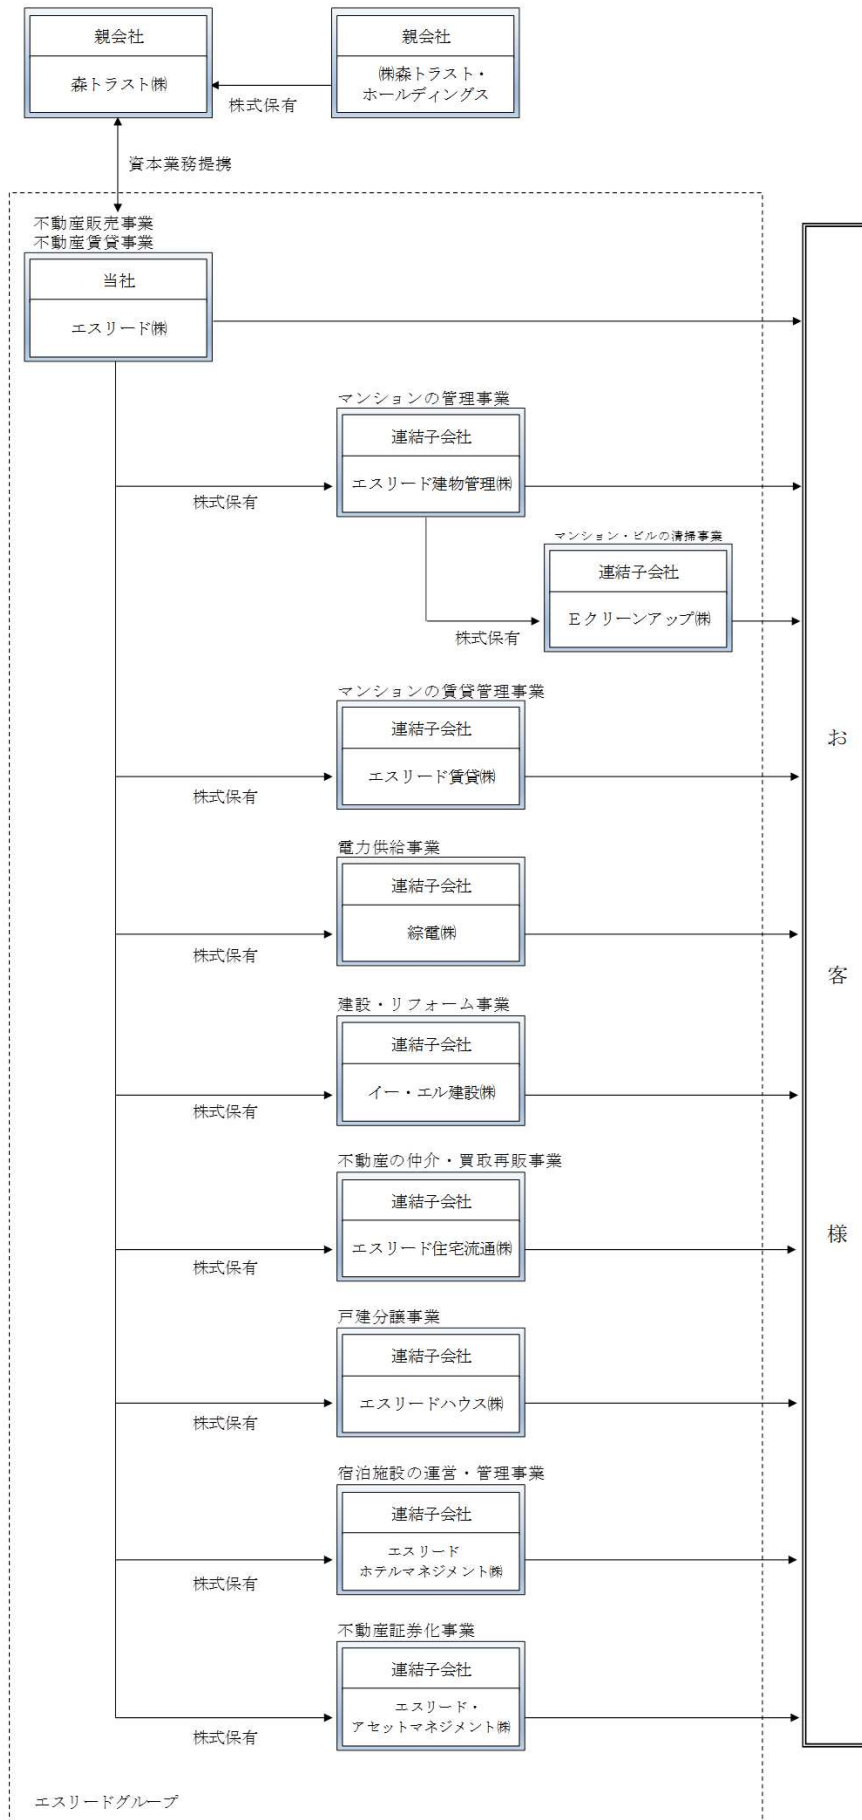 親会社
森トラスト㈱
親会社
㈱森トラスト・
ホールディングス
株式保有
資本業務提携
不動産販売事業
不動産賃貸事業
当社
エスリード㈱
マンションの管理事業
連結子会社
エスリード建物管理㈱
株式保有
マンション・ビルの清掃事業
連結子会社
Ｅクリーンアップ㈱
株式保有
マンションの賃貸管理事業
連結子会社
エスリード賃貸㈱
株式保有
電力供給事業
連結子会社
綜電㈱
株式保有
建設・リフォーム事業
連結子会社
イー・エル建設㈱
株式保有
不動産の仲介・買取再販事業
連結子会社
エスリード住宅流通㈱
株式保有
戸建分譲事業
連結子会社
エスリードハウス㈱
株式保有
宿泊施設の運営・管理事業
連結子会社
エスリード
ホテルマネジメント㈱
株式保有
不動産証券化事業
連結子会社
エスリード・
アセットマネジメント㈱
株式保有
お客様
エスリードグループ